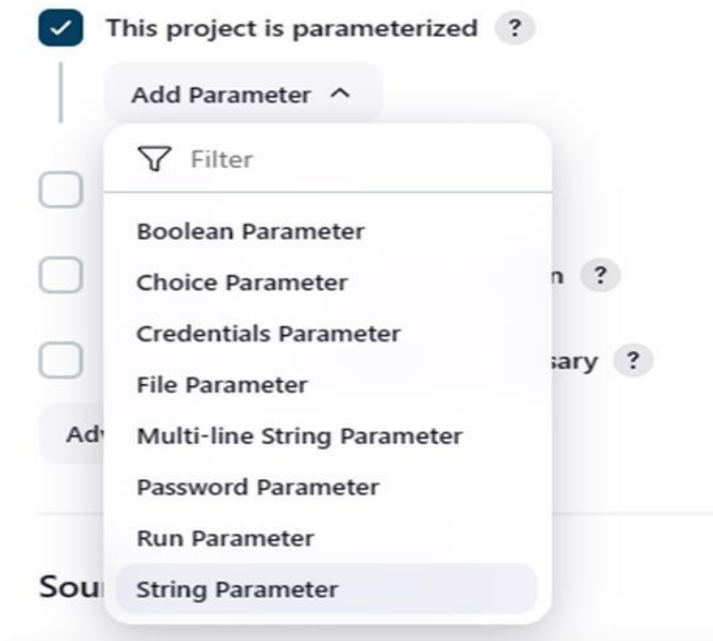 This project is parameterized ?
Add Parameter
Filter
Boolean Parameter
Choice Parameter
n ?
Credentials Parameter
sary ?
File Parameter
Adv
Multi-line String Parameter
Password Parameter
Run Parameter
Sou
String Parameter